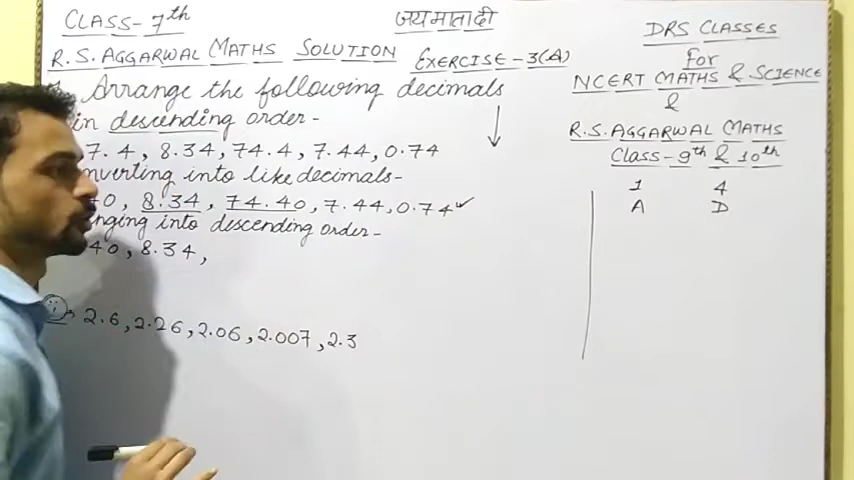 CLASS- 7th
जय माता दी
R.S. AGGARWAL MATHS SOLUTION EXERCISE-3(A)
Arrange the following decimals
in descending order-
7.4, 8.34, 74.4, 7.44, 0.74
nverting into like decimals-
40, 8.34, 74.40, 7.44, 0.74
nging into descending order-
40, 8.34,
2.6, 2.26, 2.06, 2.007, 2.3
DRS CLASSES
For
NCERT MATHS & SCIENCE
&
R.S. AGGARWAL MATHS
Class-9th & 10th
1 4
A D